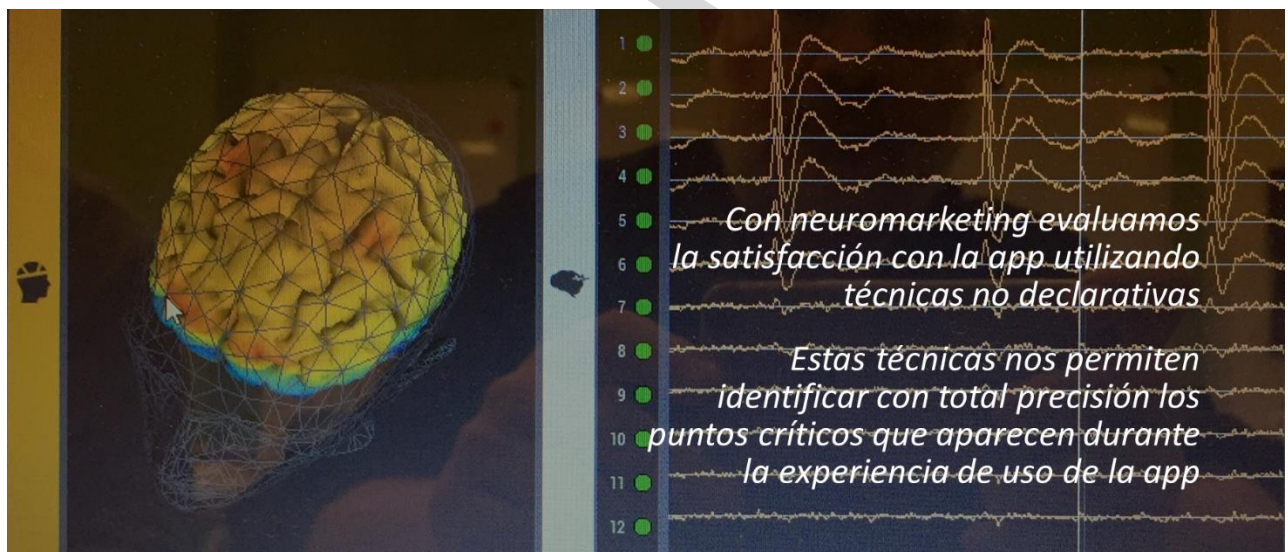 1
2
3
4
5
6
7
8
9
10
11
12
Con neuromarketing evaluamos
la satisfacción con la app utilizando
técnicas no declarativas
Estas técnicas nos permiten
identificar con total precisión los
puntos críticos que aparecen durante
la experiencia de uso de la app